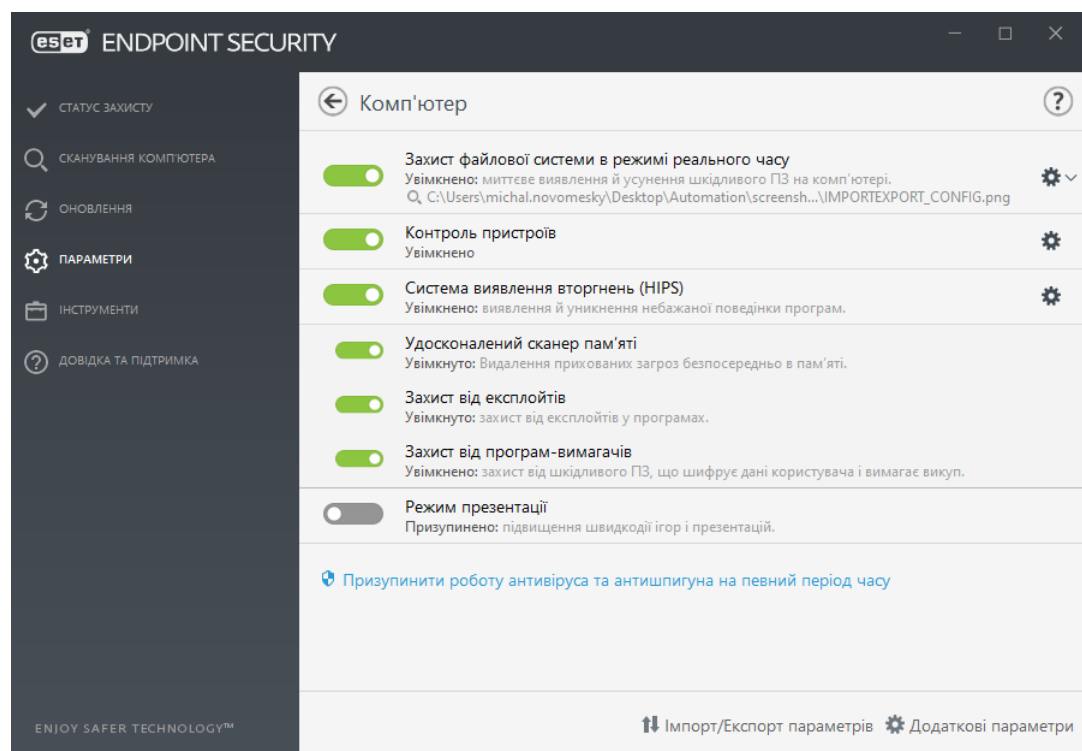 eset ENDPOINT SECURITY
СТАТУС ЗАХИСТУ
СКАНУВАННЯ КОМП'ЮТЕРА
ОНОВЛЕННЯ
ПАРАМЕТРИ
ІНСТРУМЕНТИ
ДОВІДКА ТА ПІДТРИМКА
ENJOY SAFER TECHNOLOGY™
Комп'ютер
?
Захист файлової системи в режимі реального часу
Увімкнено: миттєве виявлення й усунення шкідливого ПЗ на комп'ютері.
C:\Users\michal.novomesky\Desktop\Automation\screensh...\IMPORTEXPORT_CONFIG.png
Контроль пристроїв
Увімкнено
Система виявлення вторгнень (HIPS)
Увімкнено: виявлення й уникнення небажаної поведінки програм.
Удосконалений сканер пам'яті
Увімкнуто: Видалення прихованих загроз безпосередньо в пам'яті.
Захист від експлойтів
Увімкнуто: захист від експлойтів у програмах.
Захист від програм-вимагачів
Увімкнено: захист від шкідливого ПЗ, що шифрує дані користувача і вимагає викуп.
Режим презентації
Призупинено: підвищення швидкодії ігор і презентацій.
Призупинити роботу антивіруса та антишпигуна на певний період часу
Імпорт/Експорт параметрів Додаткові параметри